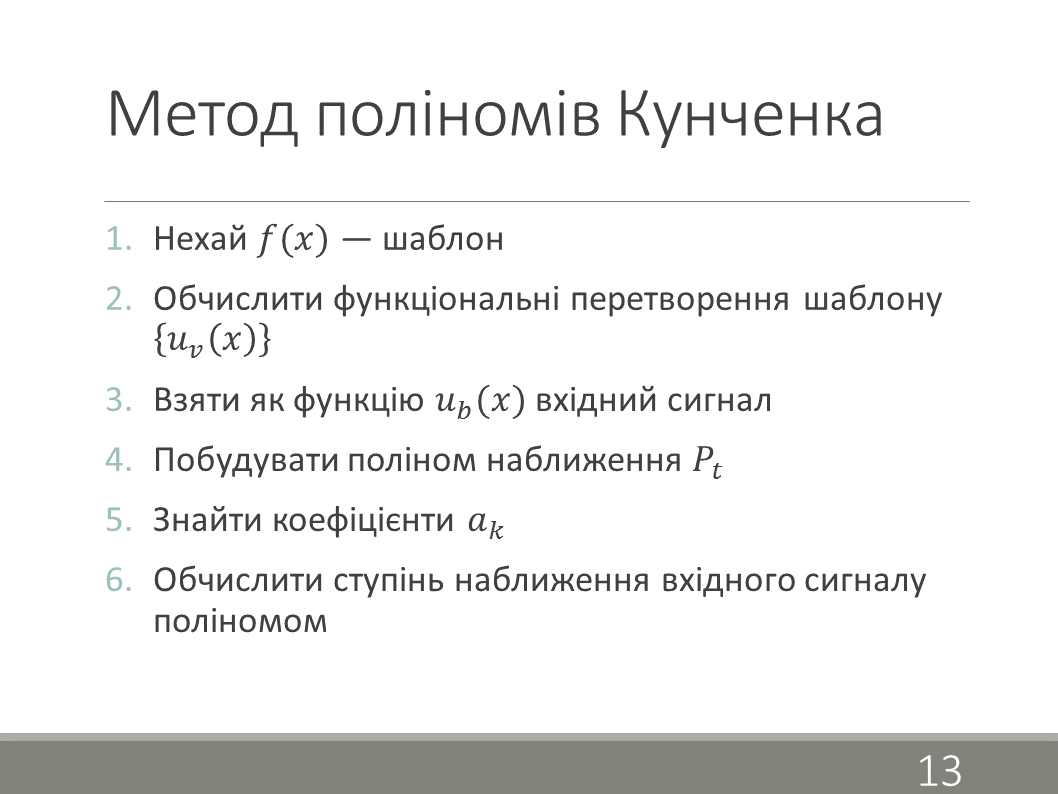 Метод поліномів Кунченка
1. Нехай f(x) — шаблон
2. Обчислити функціональні перетворення шаблону
{u_v(x)}
3. Взяти як функцію u_b(x) вхідний сигнал
4. Побудувати поліном наближення P_t
5. Знайти коефіцієнти a_k
6. Обчислити ступінь наближення вхідного сигналу
поліномом
13